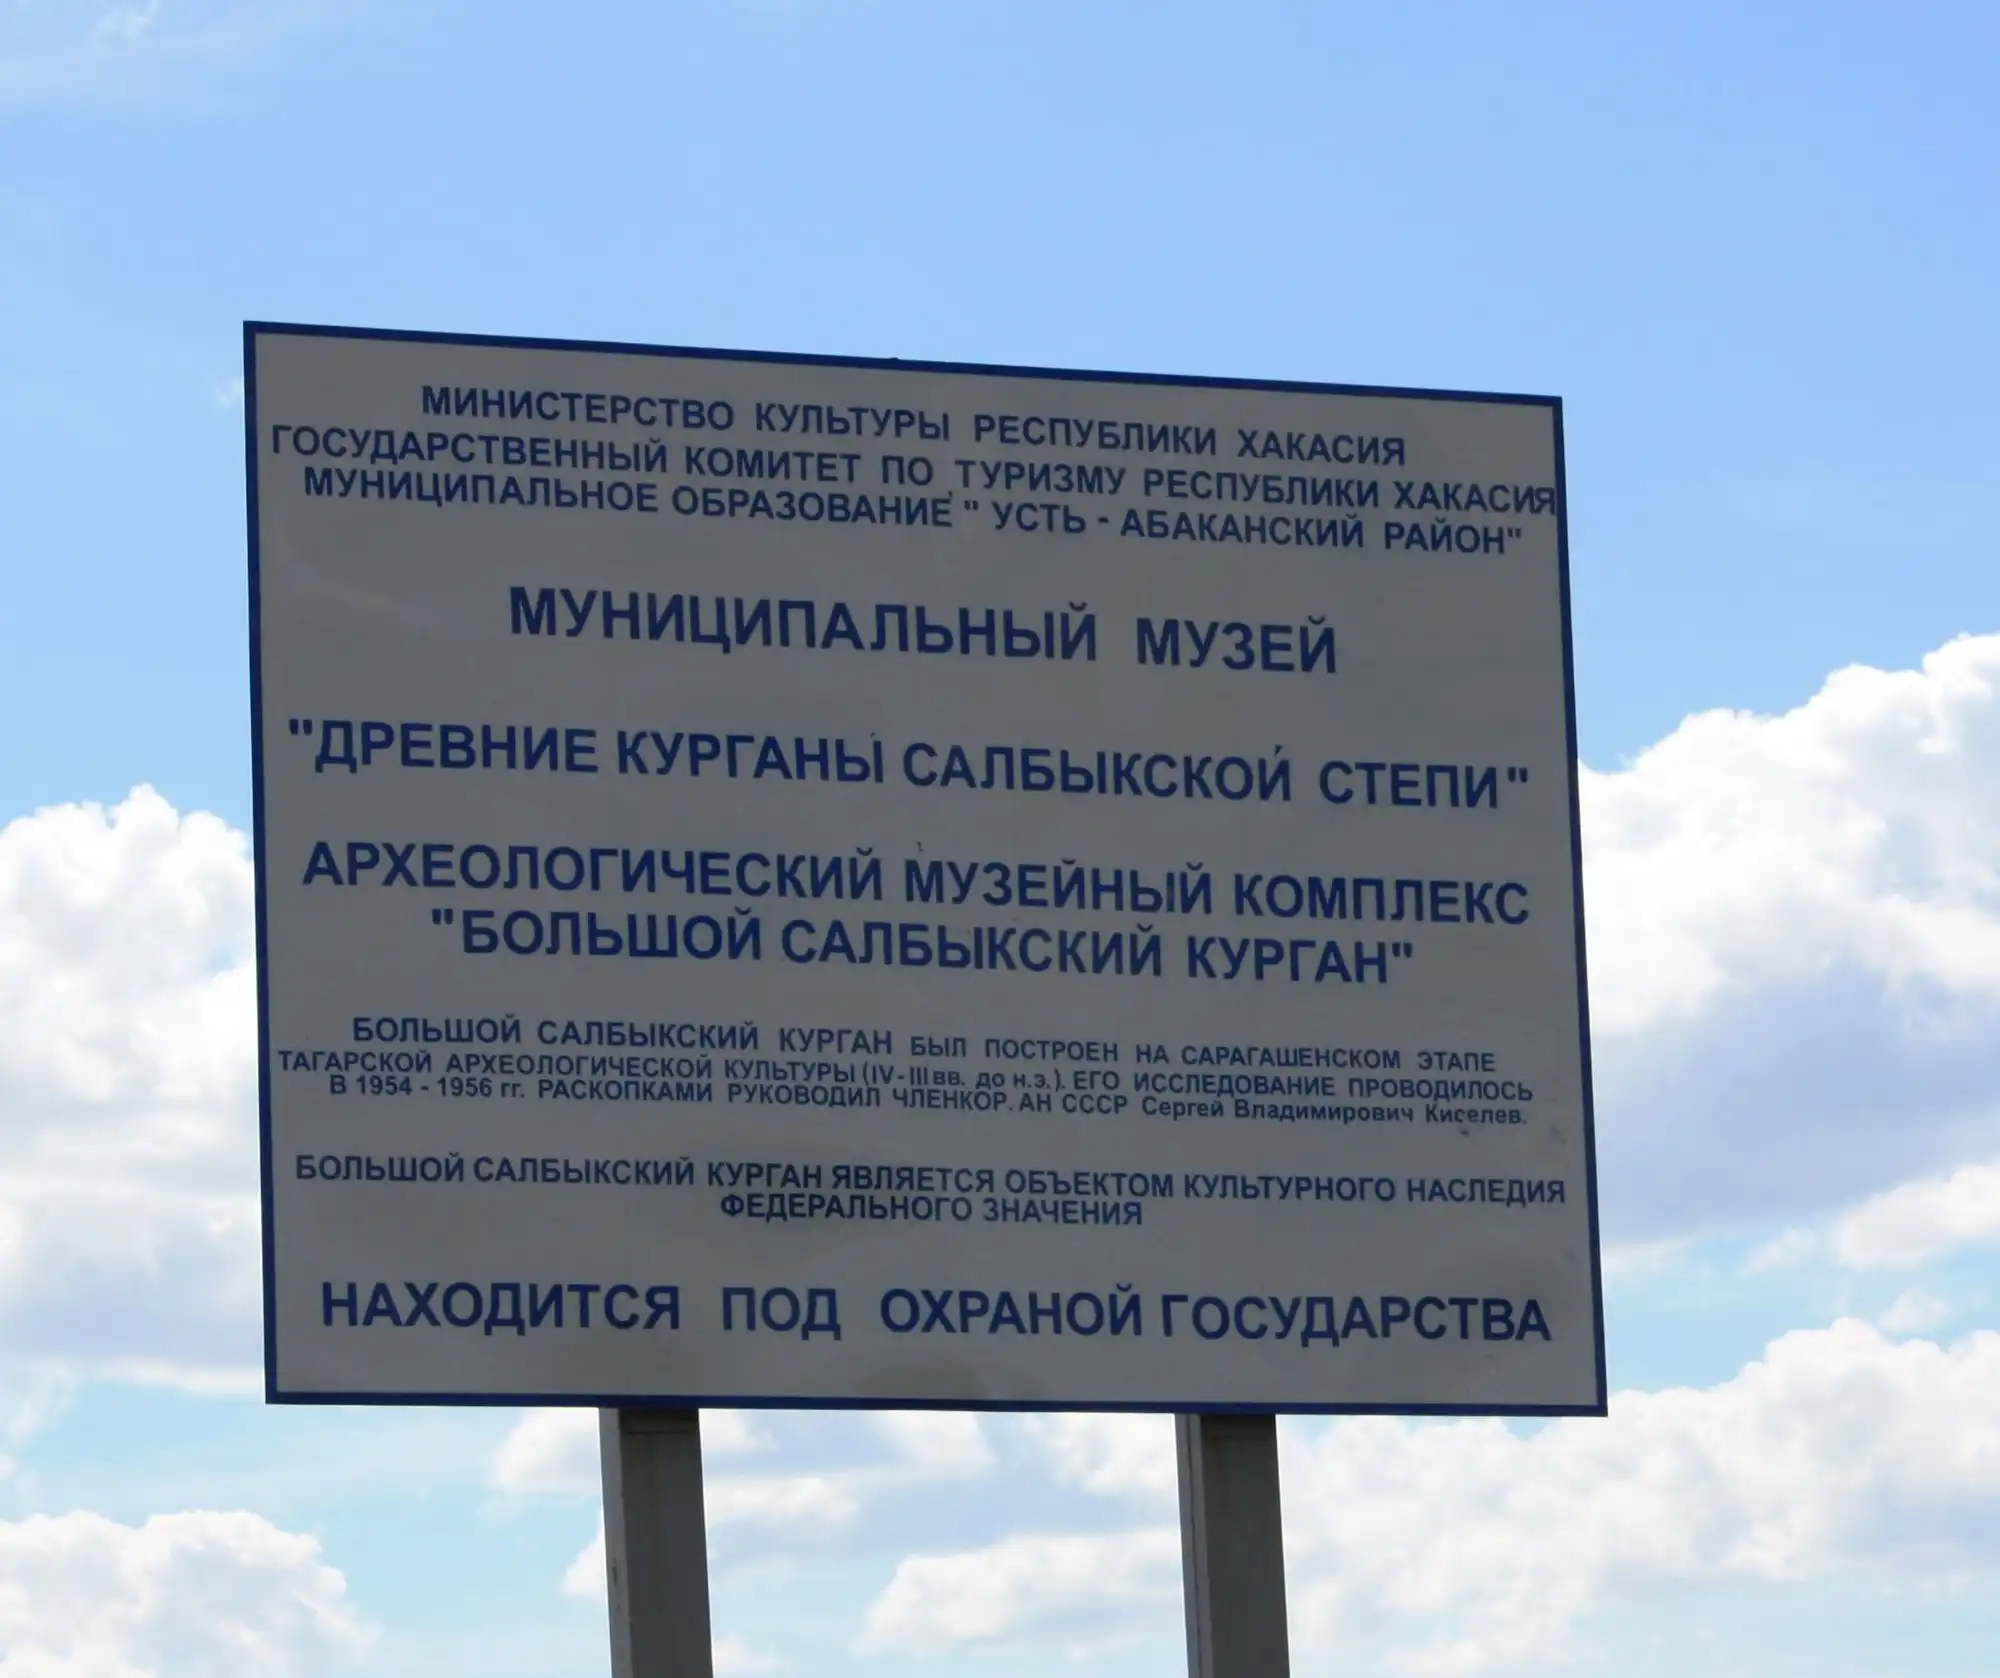 МИНИСТЕРСТВО КУЛЬТУРЫ РЕСПУБЛИКИ ХАКАСИЯ
ГОСУДАРСТВЕННЫЙ КОМИТЕТ ПО ТУРИЗМУ РЕСПУБЛИКИ ХАКАСИЯ
МУНИЦИПАЛЬНОЕ ОБРАЗОВАНИЕ " УСТЬ - АБАКАНСКИЙ РАЙОН"
МУНИЦИПАЛЬНЫЙ МУЗЕЙ
"ДРЕВНИЕ КУРГАНЫ САЛБЫКСКОЙ СТЕПИ"
АРХЕОЛОГИЧЕСКИЙ МУЗЕЙНЫЙ КОМПЛЕКС
"БОЛЬШОЙ САЛБЫКСКИЙ КУРГАН"
БОЛЬШОЙ САЛБЫКСКИЙ КУРГАН БЫЛ ПОСТРОЕН НА САРАГАШЕНСКОМ ЭТАПЕ
ТАГАРСКОЙ АРХЕОЛОГИЧЕСКОЙ КУЛЬТУРЫ (IV-III вв. до н.э.). ЕГО ИССЛЕДОВАНИЕ ПРОВОДИЛОСЬ
В 1954 - 1956 гг. РАСКОПКАМИ РУКОВОДИЛ ЧЛЕНКОР. АН СССР Сергей Владимирович Киселев.
БОЛЬШОЙ САЛБЫКСКИЙ КУРГАН ЯВЛЯЕТСЯ ОБЪЕКТОМ КУЛЬТУРНОГО НАСЛЕДИЯ
ФЕДЕРАЛЬНОГО ЗНАЧЕНИЯ
НАХОДИТСЯ ПОД ОХРАНОЙ ГОСУДАРСТВА